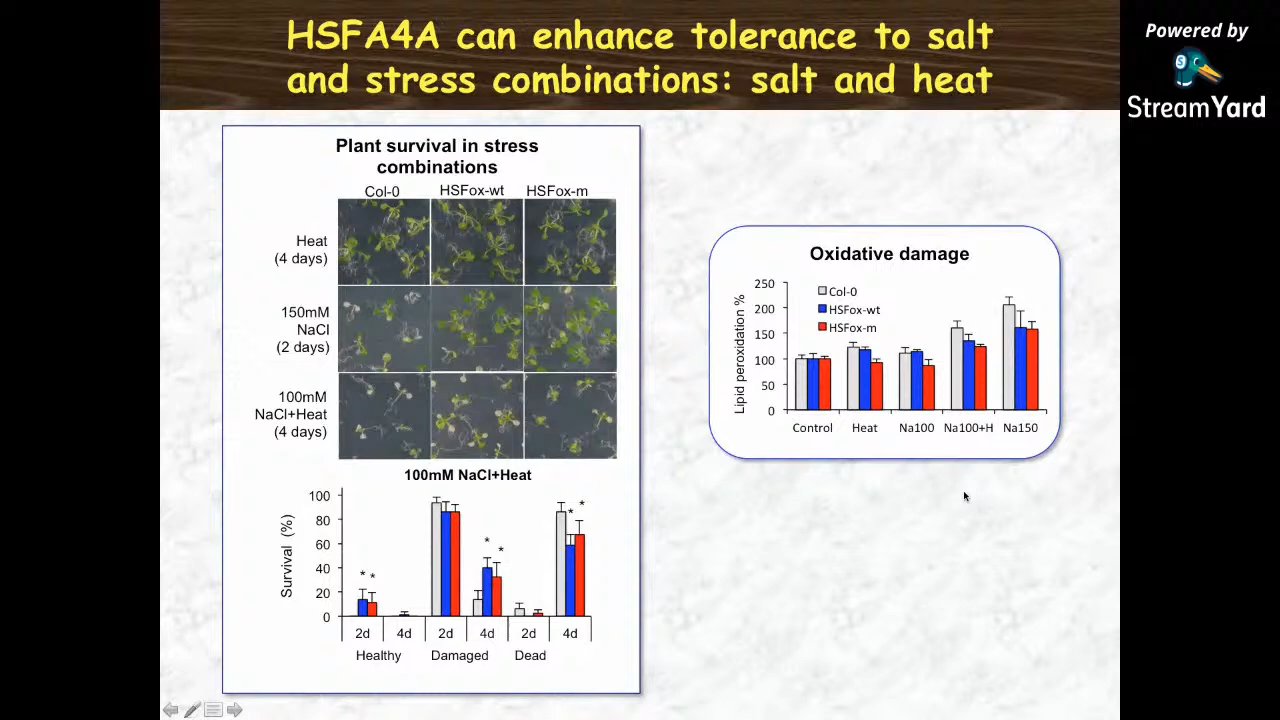 HSFA4A can enhance tolerance to salt
and stress combinations: salt and heat
Powered by
StreamYard
Plant survival in stress
combinations
Col-0 HSFox-wt HSFox-m
Heat
(4 days)
150mM
NaCl
(2 days)
100mM
NaCl+Heat
(4 days)
100mM NaCl+Heat
Survival (%)
100
80
60
40
20
0
* * * * * *
2d 4d 2d 4d 2d 4d
Healthy Damaged Dead
Oxidative damage
Lipid peroxidation %
250
200
150
100
50
0
Col-0
HSFox-wt
HSFox-m
Control Heat Na100 Na100+H Na150